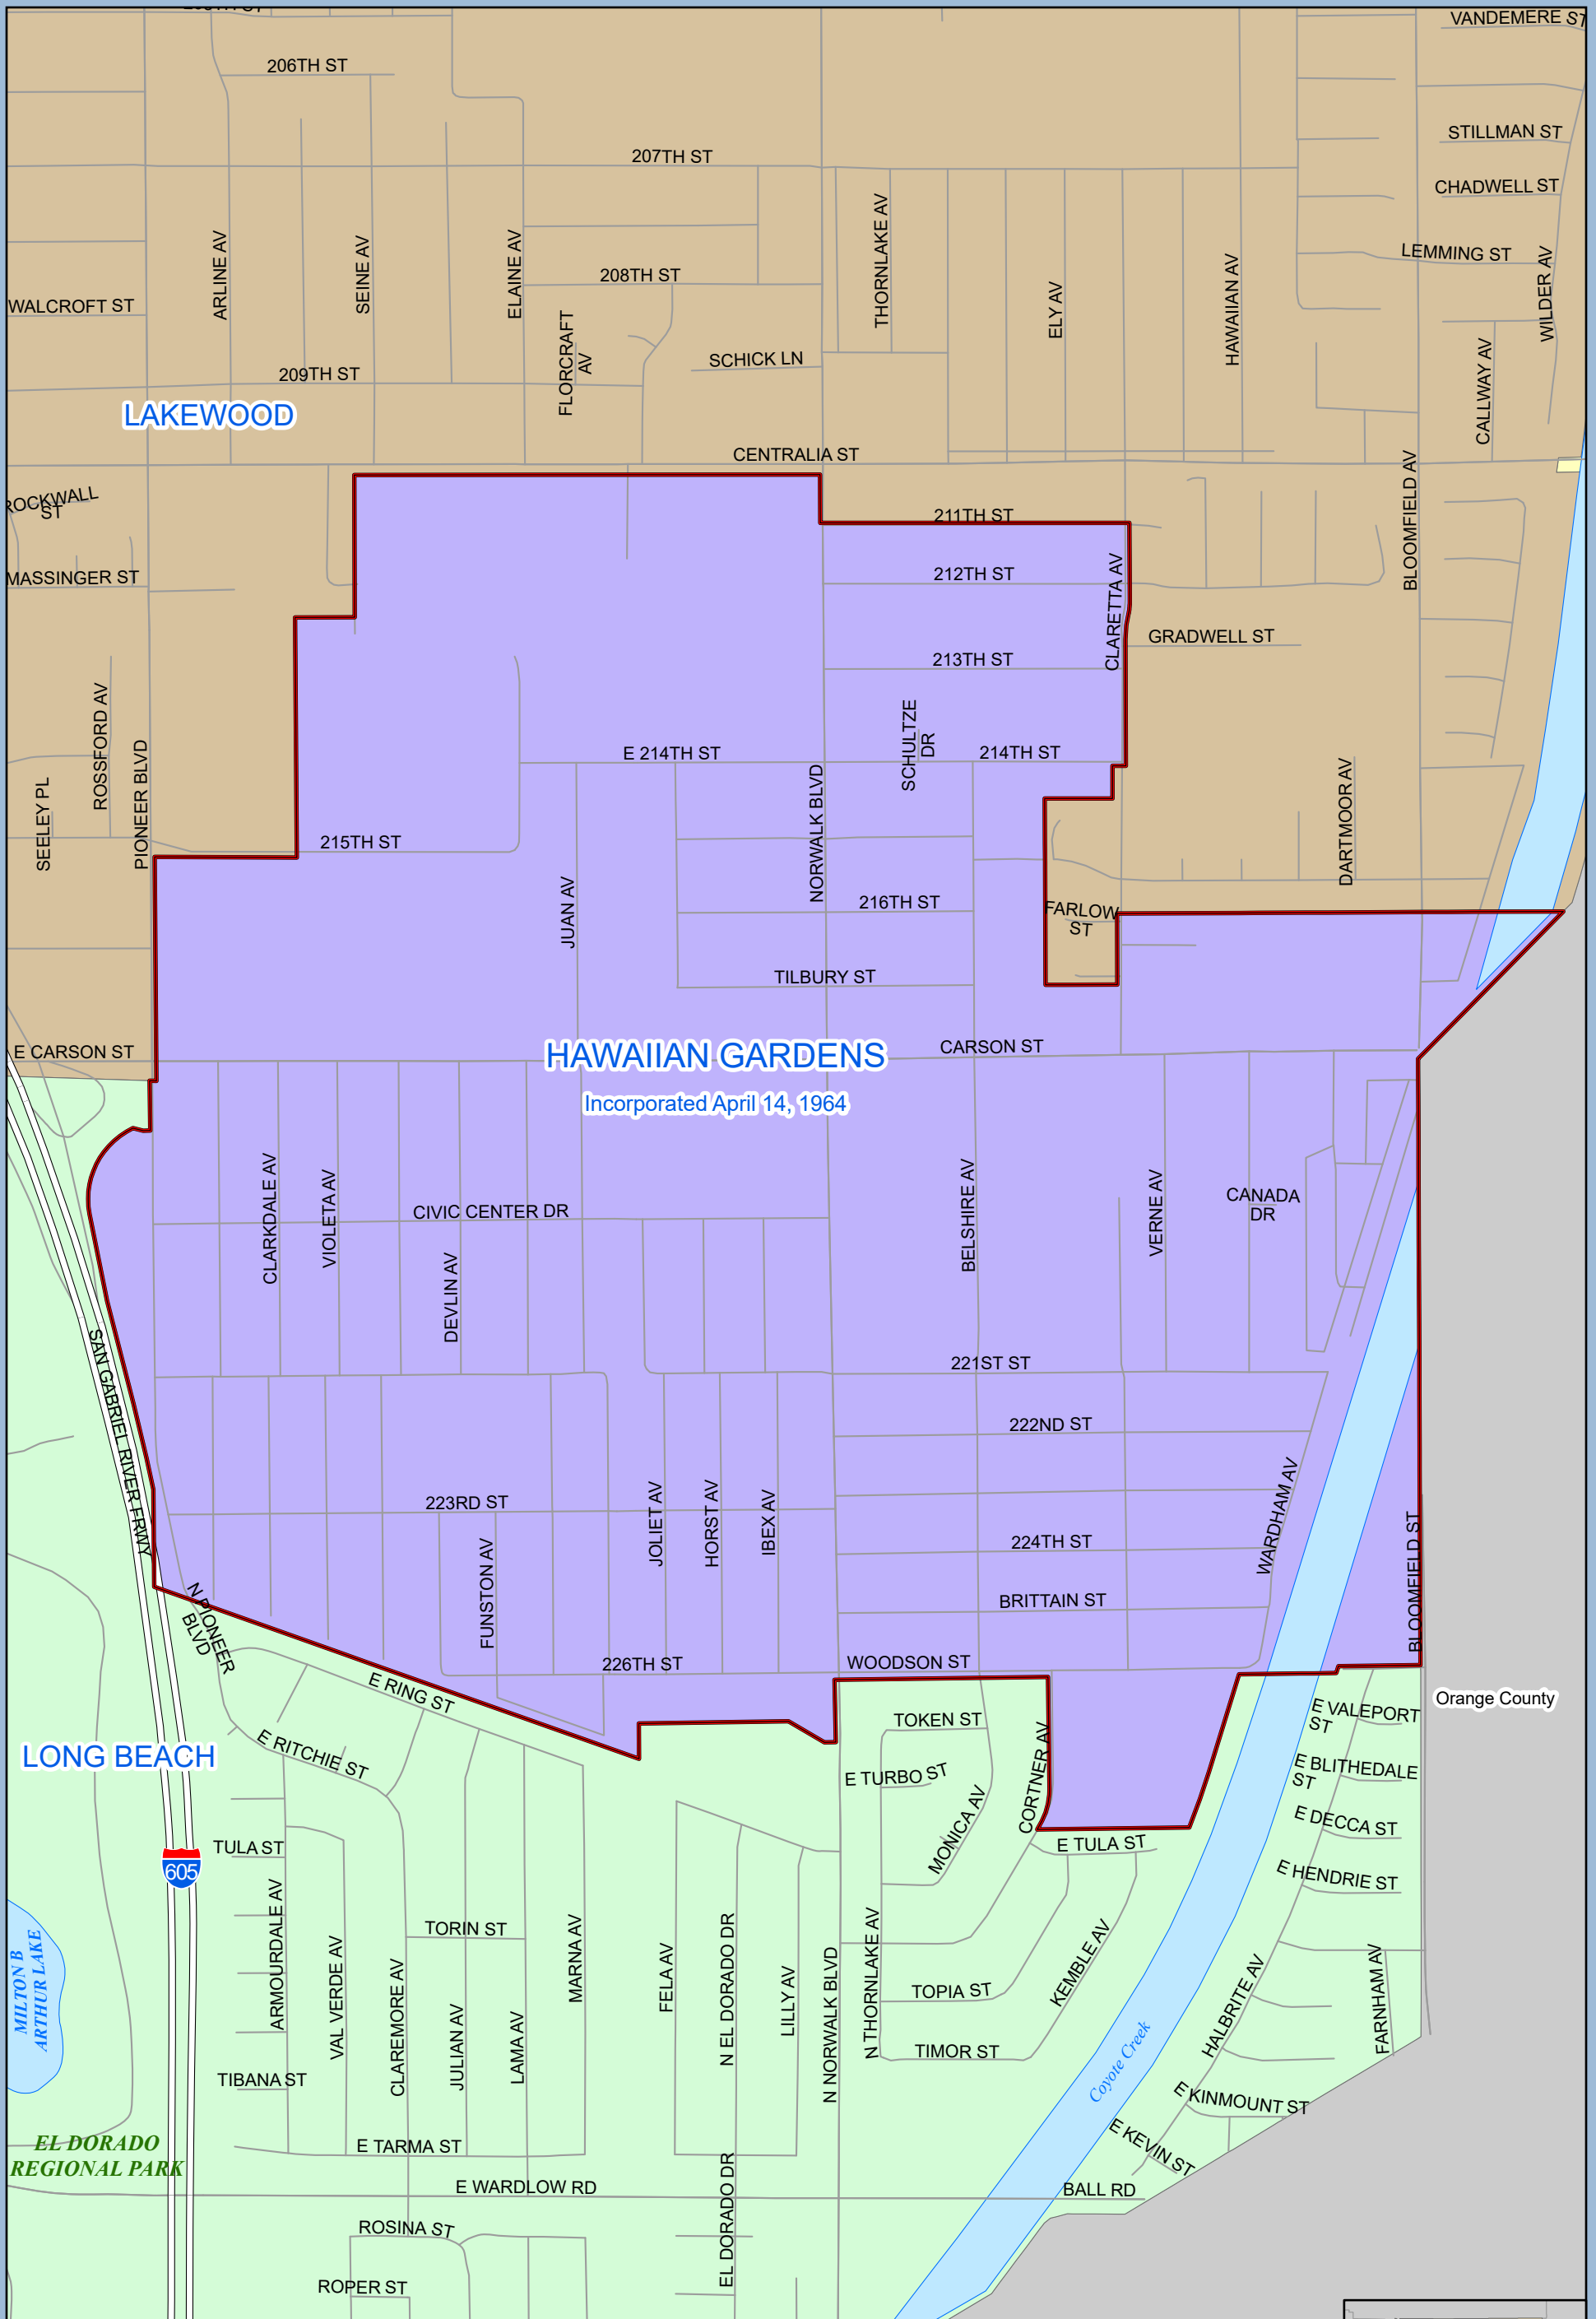 VANDEMERE ST
206TH ST
STILLMAN ST
207TH ST
CHADWELL ST
THORNLAKE AV
ARLINE AV
SEINE AV
ELAINE AV
LEMMING ST
WILDER AV
HAWAIIAN AV
208TH ST
ELY AV
WALCROFT ST
FLORCRAFT
AV
SCHICK LN
CALLWAY AV
209TH ST
LAKEWOOD
CENTRALIA ST
BLOOMFIELD AV
ROCKWALL
ST
211TH ST
MASSINGER ST
212TH ST
CLARETTA AV
GRADWELL ST
213TH ST
ROSSFORD AV
SCHULTZE
DR
PIONEER BLVD
E 214TH ST
214TH ST
NORWALK BLVD
SEELEY PL
DARTMOOR AV
215TH ST
JUAN AV
216TH ST
FARLOW
ST
TILBURY ST
E CARSON ST
HAWAIIAN GARDENS
CARSON ST
Incorporated April 14, 1964
CLARKDALE AV
VIOLETA AV
BELSHIRE AV
VERNE AV
CANADA
DR
CIVIC CENTER DR
DEVLIN AV
SAN GABRIEL RIVER FRWY
221ST ST
222ND ST
WARDHAM AV
223RD ST
JOLIET AV
HORST AV
IBEX AV
FUNSTON AV
224TH ST
BLOOMFIELD ST
N PIONEER
BLVD
BRITTAIN ST
226TH ST
WOODSON ST
E RING ST
Orange County
TOKEN ST
E VALEPORT
ST
LONG BEACH
E RITCHIE ST
CORTNER AV
E TURBO ST
E BLITHEDALE
ST
MONICA AV
E DECCA ST
TULA ST
E TULA ST
605
E HENDRIE ST
ARMOURDALE AV
VAL VERDE AV
TORIN ST
MARNA AV
FELA AV
N EL DORADO DR
LILLY AV
N NORWALK BLVD
N THORNLAKE AV
KEMBLE AV
MILTON B
ARTHUR LAKE
CLAREMORE AV
JULIAN AV
LAMA AV
TOPIA ST
HALBRITE AV
FARNHAM AV
TIMOR ST
Coyote Creek
TIBANA ST
E KINMOUNT ST
EL DORADO
REGIONAL PARK
E TARMA ST
E KEVIN ST
E WARDLOW RD
BALL RD
EL DORADO DR
ROSINA ST
ROPER ST